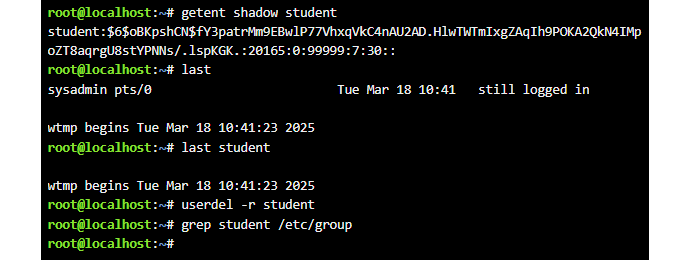 root@localhost:~# getent shadow student
student:$6$oBKpshCN$fY3patrMm9EBwlP77VhxqVkC4nAU2AD.HlwTWTmIxgZAqIh9POKA2QkN4IMp
oZT8aqrgU8stYPNNs/.lspKGK.:20165:0:99999:7:30::
root@localhost:~# last
sysadmin pts/0                        Tue Mar 18 10:41   still logged in
wtmp begins Tue Mar 18 10:41:23 2025
root@localhost:~# last student
wtmp begins Tue Mar 18 10:41:23 2025
root@localhost:~# userdel -r student
root@localhost:~# grep student /etc/group
root@localhost:~#